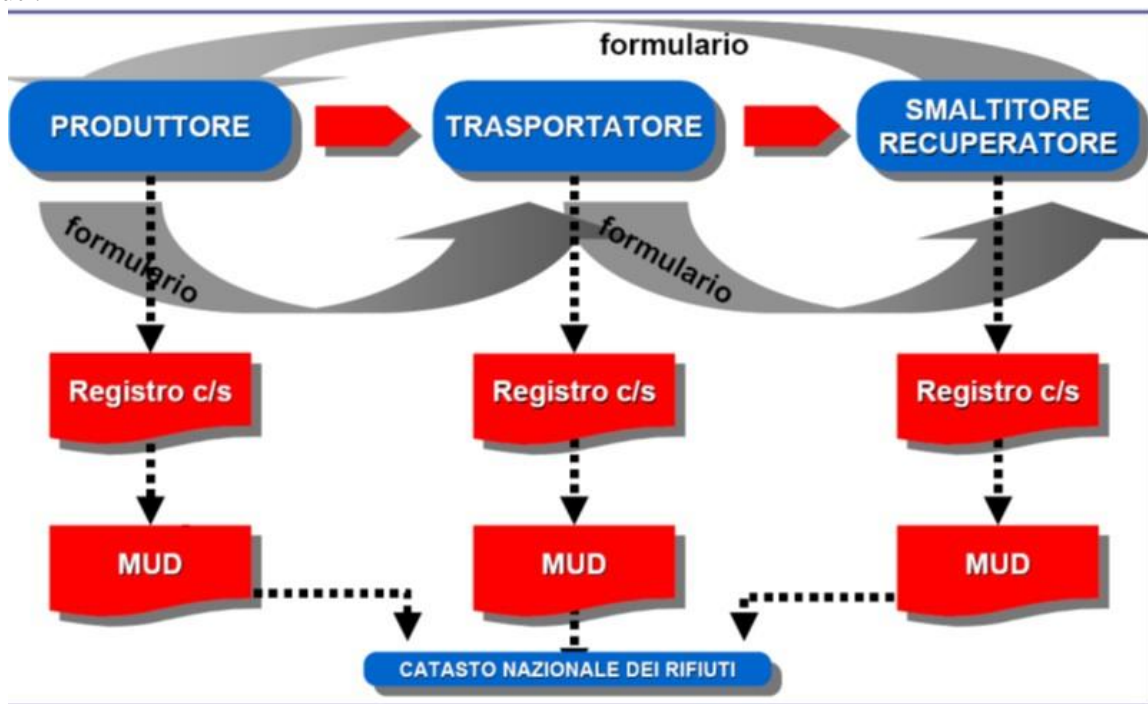 formulario
PRODUTTORE
TRASPORTATORE
SMALTITORE
RECUPERATORE
formulario
formulario
Registro c/s
Registro c/s
Registro c/s
MUD
MUD
MUD
CATASTO NAZIONALE DEI RIFIUTI